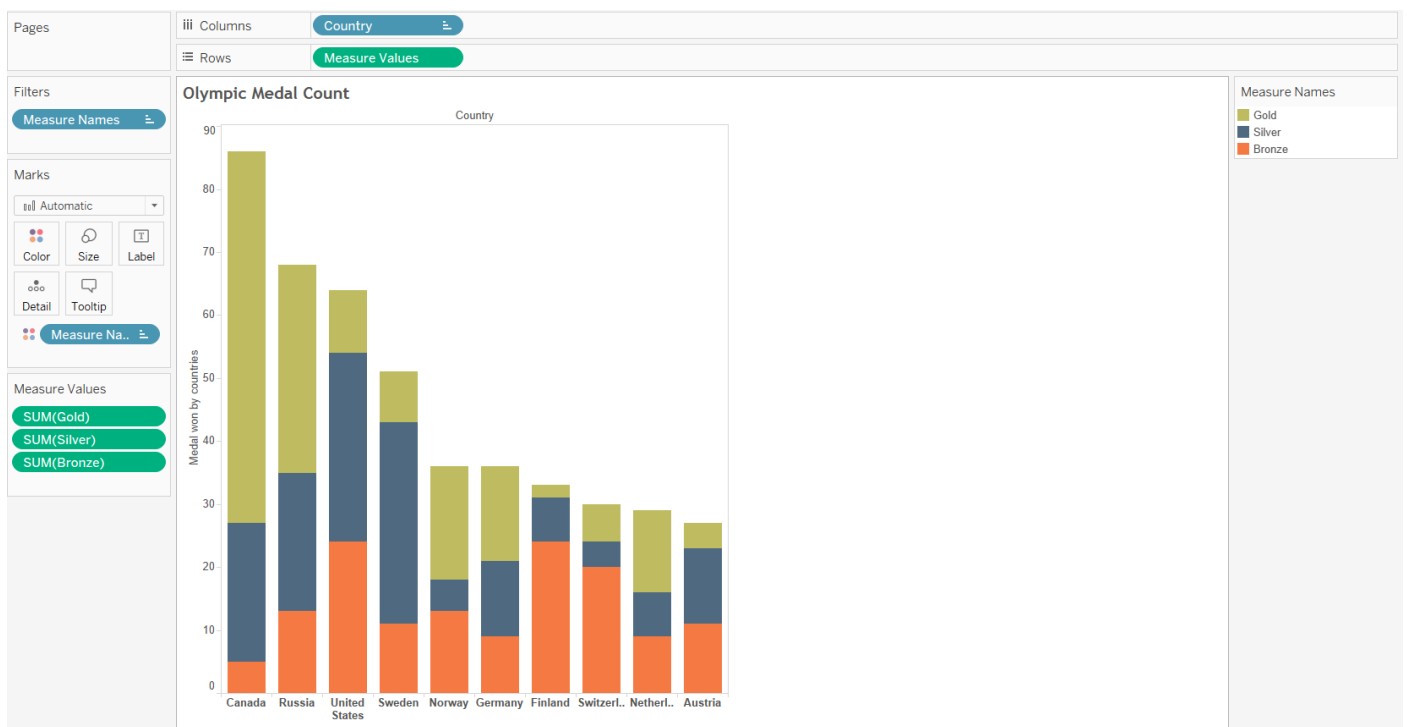 Pages
Columns
Country
Rows
Measure Values
Filters
Measure Names
Marks
Automatic
Color
Size
T
Label
Detail
Tooltip
Measure Na..
Measure Values
SUM(Gold)
SUM(Silver)
SUM(Bronze)
Olympic Medal Count
Country
Medal won by countries
90
80
70
60
50
40
30
20
10
0
Canada
Russia
United
States
Sweden
Norway
Germany
Finland
Switzerl..
Netherl..
Austria
Measure Names
Gold
Silver
Bronze